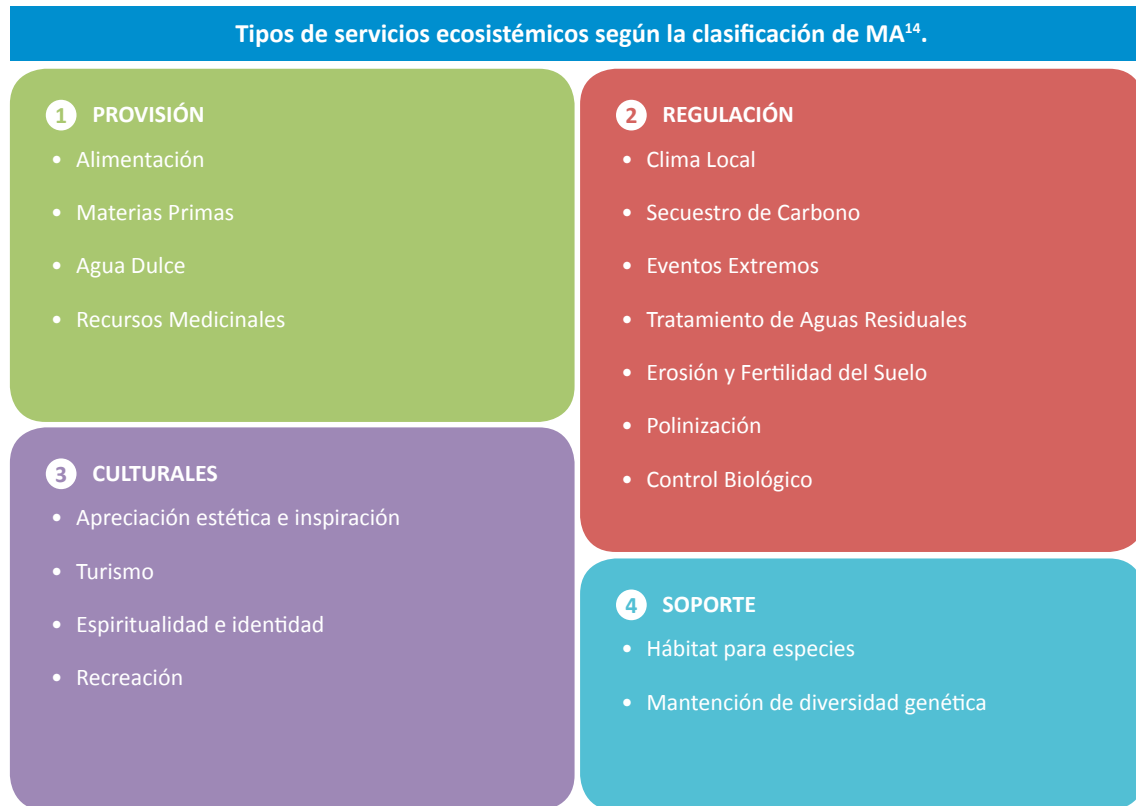 Tipos de servicios ecosistémicos según la clasificación de MA¹⁴.
1 PROVISIÓN
• Alimentación
• Materias Primas
• Agua Dulce
• Recursos Medicinales
2 REGULACIÓN
• Clima Local
• Secuestro de Carbono
• Eventos Extremos
• Tratamiento de Aguas Residuales
• Erosión y Fertilidad del Suelo
• Polinización
• Control Biológico
3 CULTURALES
• Apreciación estética e inspiración
• Turismo
• Espiritualidad e identidad
• Recreación
4 SOPORTE
• Hábitat para especies
• Mantención de diversidad genética